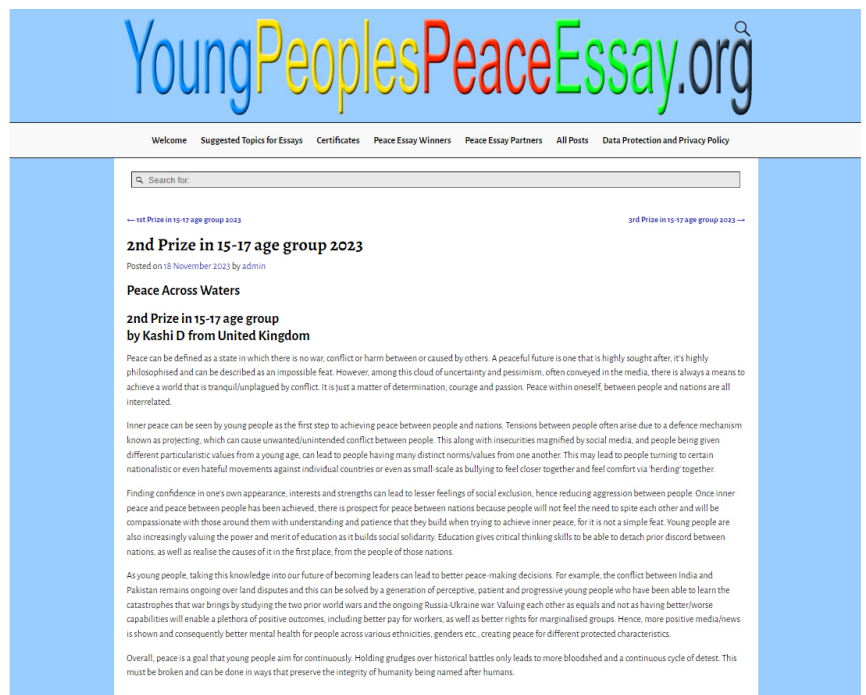 YoungPeoplesPeaceEssay.org
Welcome Suggested Topics for Essays Certificates Peace Essay Winners Peace Essay Partners All Posts Data Protection and Privacy Policy
Search for:
← 1st Prize in 15-17 age group 2023 3rd Prize in 15-17 age group 2023 →
2nd Prize in 15-17 age group 2023
Posted on 18 November 2023 by admin
Peace Across Waters
2nd Prize in 15-17 age group
by Kashi D from United Kingdom
Peace can be defined as a state in which there is no war, conflict or harm between or caused by others. A peaceful future is one that is highly sought after, it's highly
philosophised and can be described as an impossible feat. However, among this cloud of uncertainty and pessimism, often conveyed in the media, there is always a means to
achieve a world that is tranquil/unplagued by conflict. It is just a matter of determination, courage and passion. Peace within oneself, between people and nations are all
interrelated.
Inner peace can be seen by young people as the first step to achieving peace between people and nations. Tensions between people often arise due to a defence mechanism
known as projecting, which can cause unwanted/unintended conflict between people. This along with insecurities magnified by social media, and people being given
different particularistic values from a young age, can lead to people having many distinct norms/values from one another. This may lead to people turning to certain
nationalistic or even hateful movements against individual countries or even as small-scale as bullying to feel closer together and feel comfort via 'herding' together.
Finding confidence in one's own appearance, interests and strengths can lead to lesser feelings of social exclusion, hence reducing aggression between people. Once inner
peace and peace between people has been achieved, there is prospect for peace between nations because people will not feel the need to spite each other and will be
compassionate with those around them with understanding and patience that they build when trying to achieve inner peace, for it is not a simple feat. Young people are
also increasingly valuing the power and merit of education as it builds social solidarity. Education gives critical thinking skills to be able to detach prior discord between
nations, as well as realise the causes of it in the first place, from the people of those nations.
As young people, taking this knowledge into our future of becoming leaders can lead to better peace-making decisions. For example, the conflict between India and
Pakistan remains ongoing over land disputes and this can be solved by a generation of perceptive, patient and progressive young people who have been able to learn the
catastrophes that war brings by studying the two prior world wars and the ongoing Russia-Ukraine war. Valuing each other as equals and not as having better/worse
capabilities will enable a plethora of positive outcomes, including better pay for workers, as well as better rights for marginalised groups. Hence, more positive media/news
is shown and consequently better mental health for people across various ethnicities, genders etc., creating peace for different protected characteristics.
Overall, peace is a goal that young people aim for continuously. Holding grudges over historical battles only leads to more bloodshed and a continuous cycle of detest. This
must be broken and can be done in ways that preserve the integrity of humanity being named after humans.